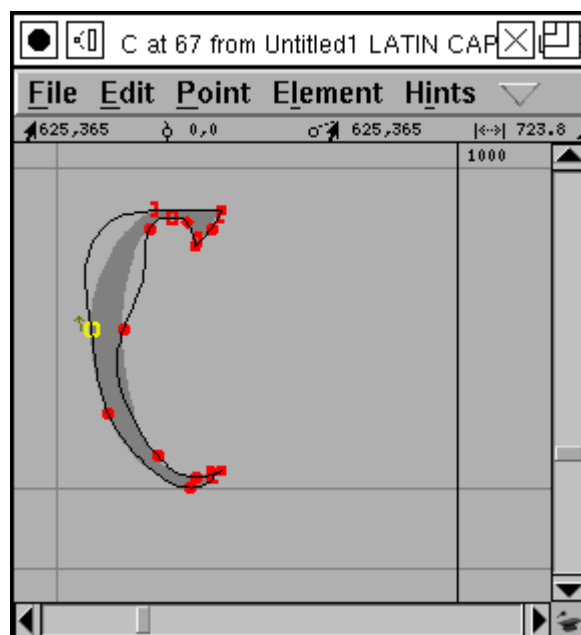 C at 67 from Untitled1 LATIN CAP
File Edit Point Element Hints
625,365 0,0 625,365 723.8
1000